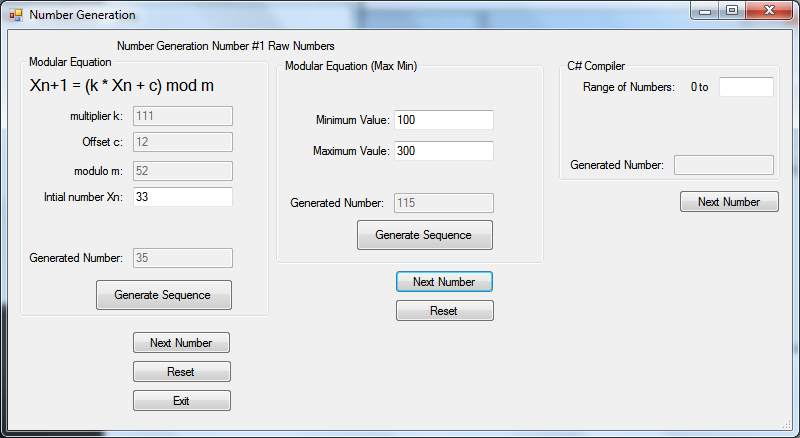 Number Generation
Number Generation Number #1 Raw Numbers
Modular Equation
Xn+1 = (k * Xn + c) mod m
multiplier k: 111
Offset c: 12
modulo m: 52
Intial number Xn: 33
Generated Number: 35
Generate Sequence
Next Number
Reset
Exit
Modular Equation (Max Min)
Minimum Value: 100
Maximum Vaule: 300
Generated Number: 115
Generate Sequence
Next Number
Reset
C# Compiler
Range of Numbers: 0 to
Generated Number:
Next Number